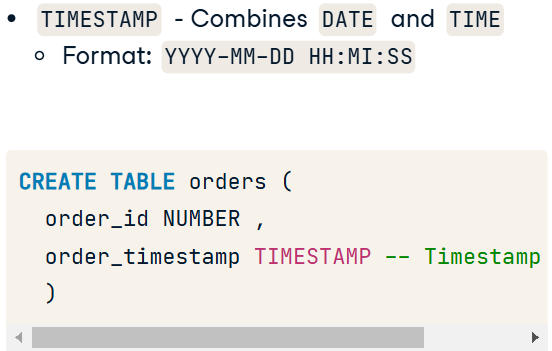 • TIMESTAMP - Combines DATE and TIME
○ Format: YYYY-MM-DD HH:MI:SS
CREATE TABLE orders (
order_id NUMBER ,
order_timestamp TIMESTAMP -- Timestamp
)